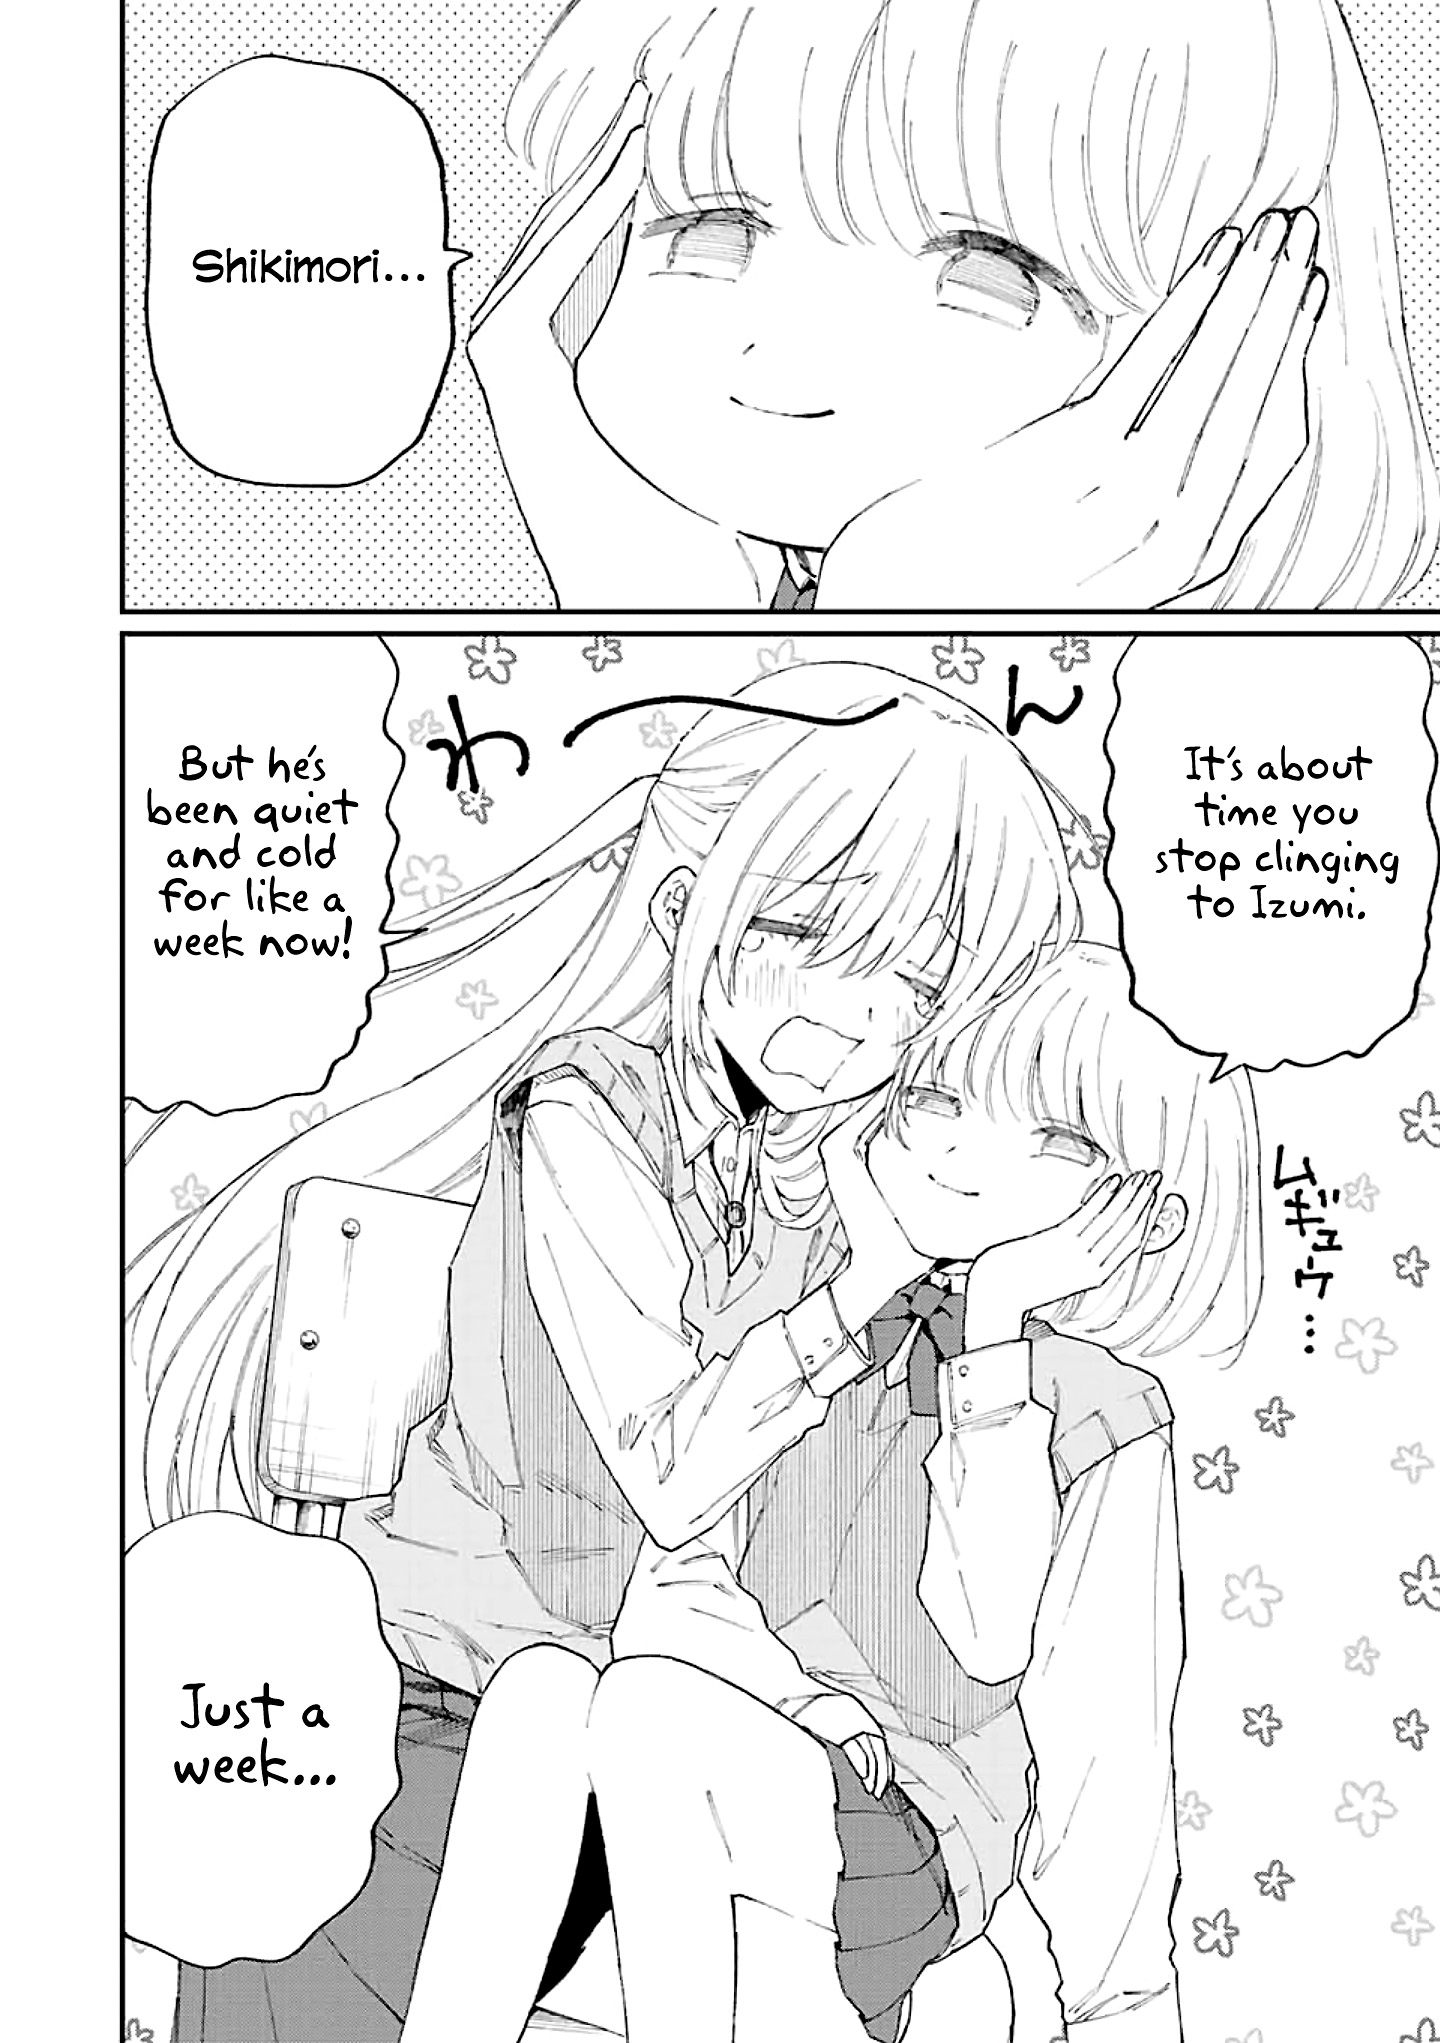 Shikimori...
It's about
time you
stop clinging
to Izumi.
わーん
But he's
been quiet
and cold
for like a
week now!
ムギュウ...
Just a
week...